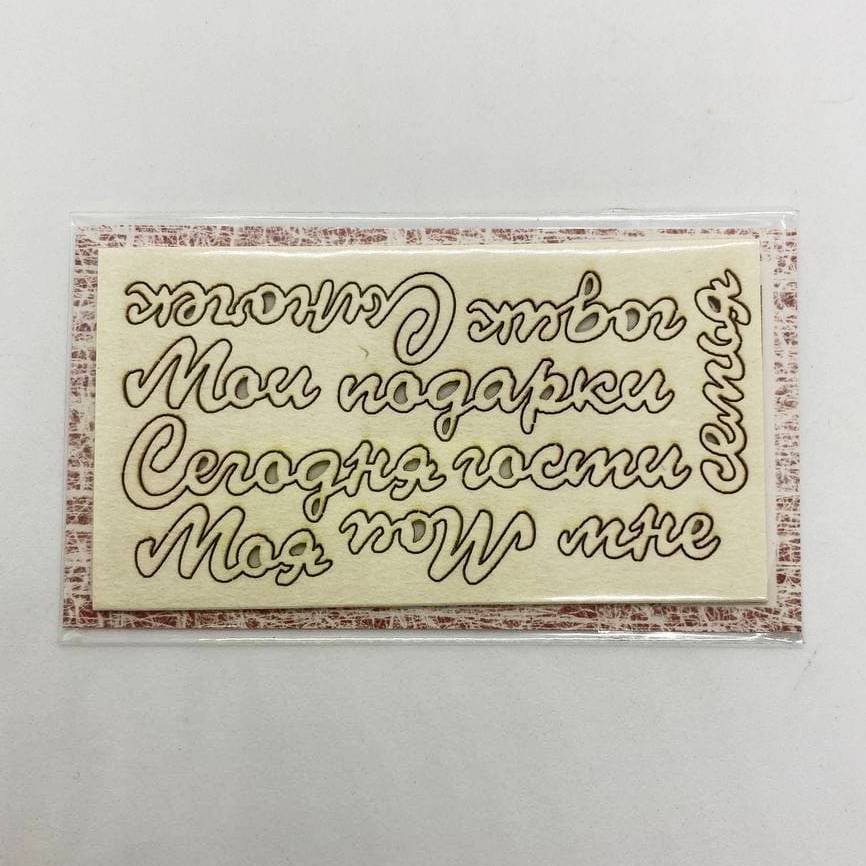 Сыночек годик
семья
Мои подарки
Сегодня гости
Моя Мои мне